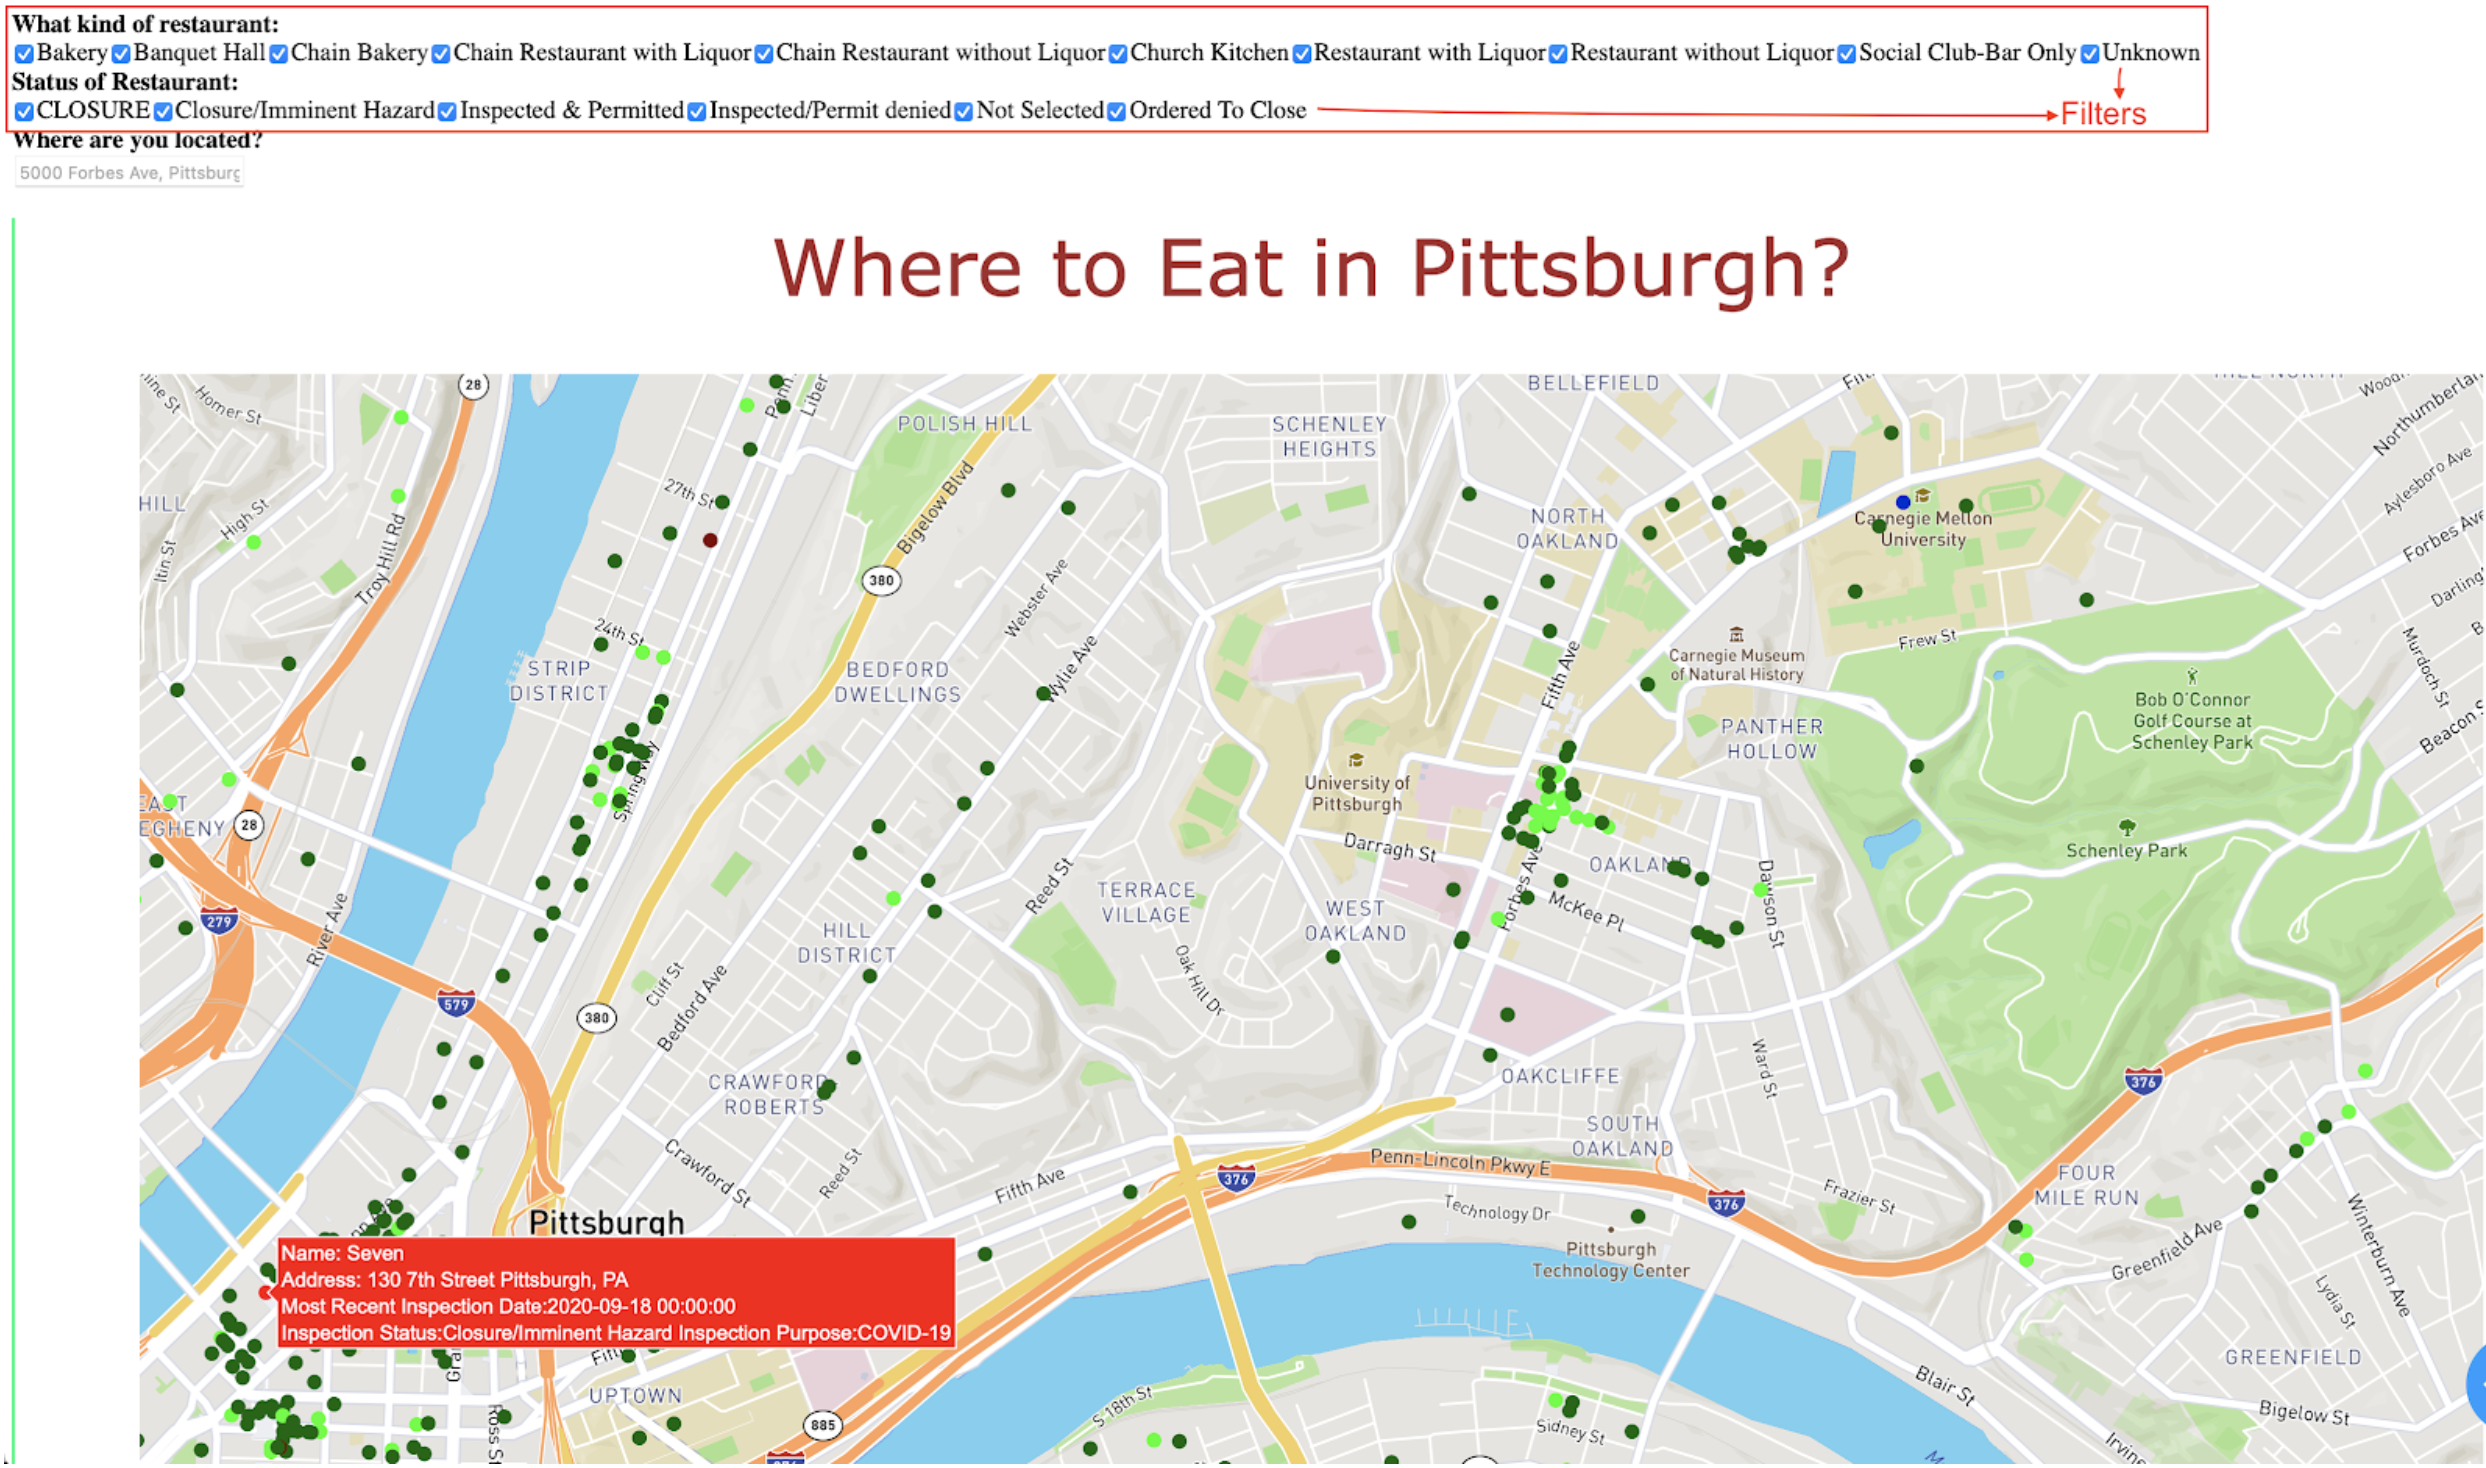 What kind of restaurant:
Bakery Banquet Hall Chain Bakery Chain Restaurant with Liquor Chain Restaurant without Liquor Church Kitchen Restaurant with Liquor Restaurant without Liquor Social Club-Bar Only Unknown
Status of Restaurant:
CLOSURE Closure/Imminent Hazard Inspected & Permitted Inspected/Permit denied Not Selected Ordered To Close
Filters
Where are you located?
5000 Forbes Ave, Pittsburg
Where to Eat in Pittsburgh?
28
Homer St
Penn
POLISH HILL
SCHENLEY
HEIGHTS
BELLEFIELD
Northumberlan
Aylesboro Ave
HILL
High St
Troy Hill Rd
27th St
Bigelow Blvd
380
NORTH
OAKLAND
Carnegie Mellon
University
Forbes Ave
24th St
STRIP
DISTRICT
BEDFORD
DWELLINGS
Webster Ave
Wylie Ave
Fifth Ave
Carnegie Museum
of Natural History
Frew St
Murdoch St
Bob O'Connor
Golf Course at
Schenley Park
Beacon S
PANTHER
HOLLOW
Spring Way
University of
Pittsburgh
28
Darragh St
OAKLAND
Schenley Park
279
River Ave
Reed St
TERRACE
VILLAGE
WEST
OAKLAND
Forbes Ave
McKee Pl
Dawson St
HILL
DISTRICT
Oak Hill Dr
579
380
Cliff St
Bedford Ave
CRAWFORD-
ROBERTS
OAKCLIFFE
Ward St
376
SOUTH
OAKLAND
Crawford St
Reed St
Fifth Ave
376
Penn-Lincoln Pkwy E
Technology Dr
376
Frazier St
FOUR
MILE RUN
Winterburn Ave
Pittsburgh
Pittsburgh
Technology Center
Greenfield Ave
Lydia St
Name: Seven
Address: 130 7th Street Pittsburgh, PA
Most Recent Inspection Date:2020-09-18 00:00:00
Inspection Status:Closure/Imminent Hazard Inspection Purpose:COVID-19
GREENFIELD
UPTOWN
Blair St
Bigelow St
S 18th St
Ross St
885
Sidney St